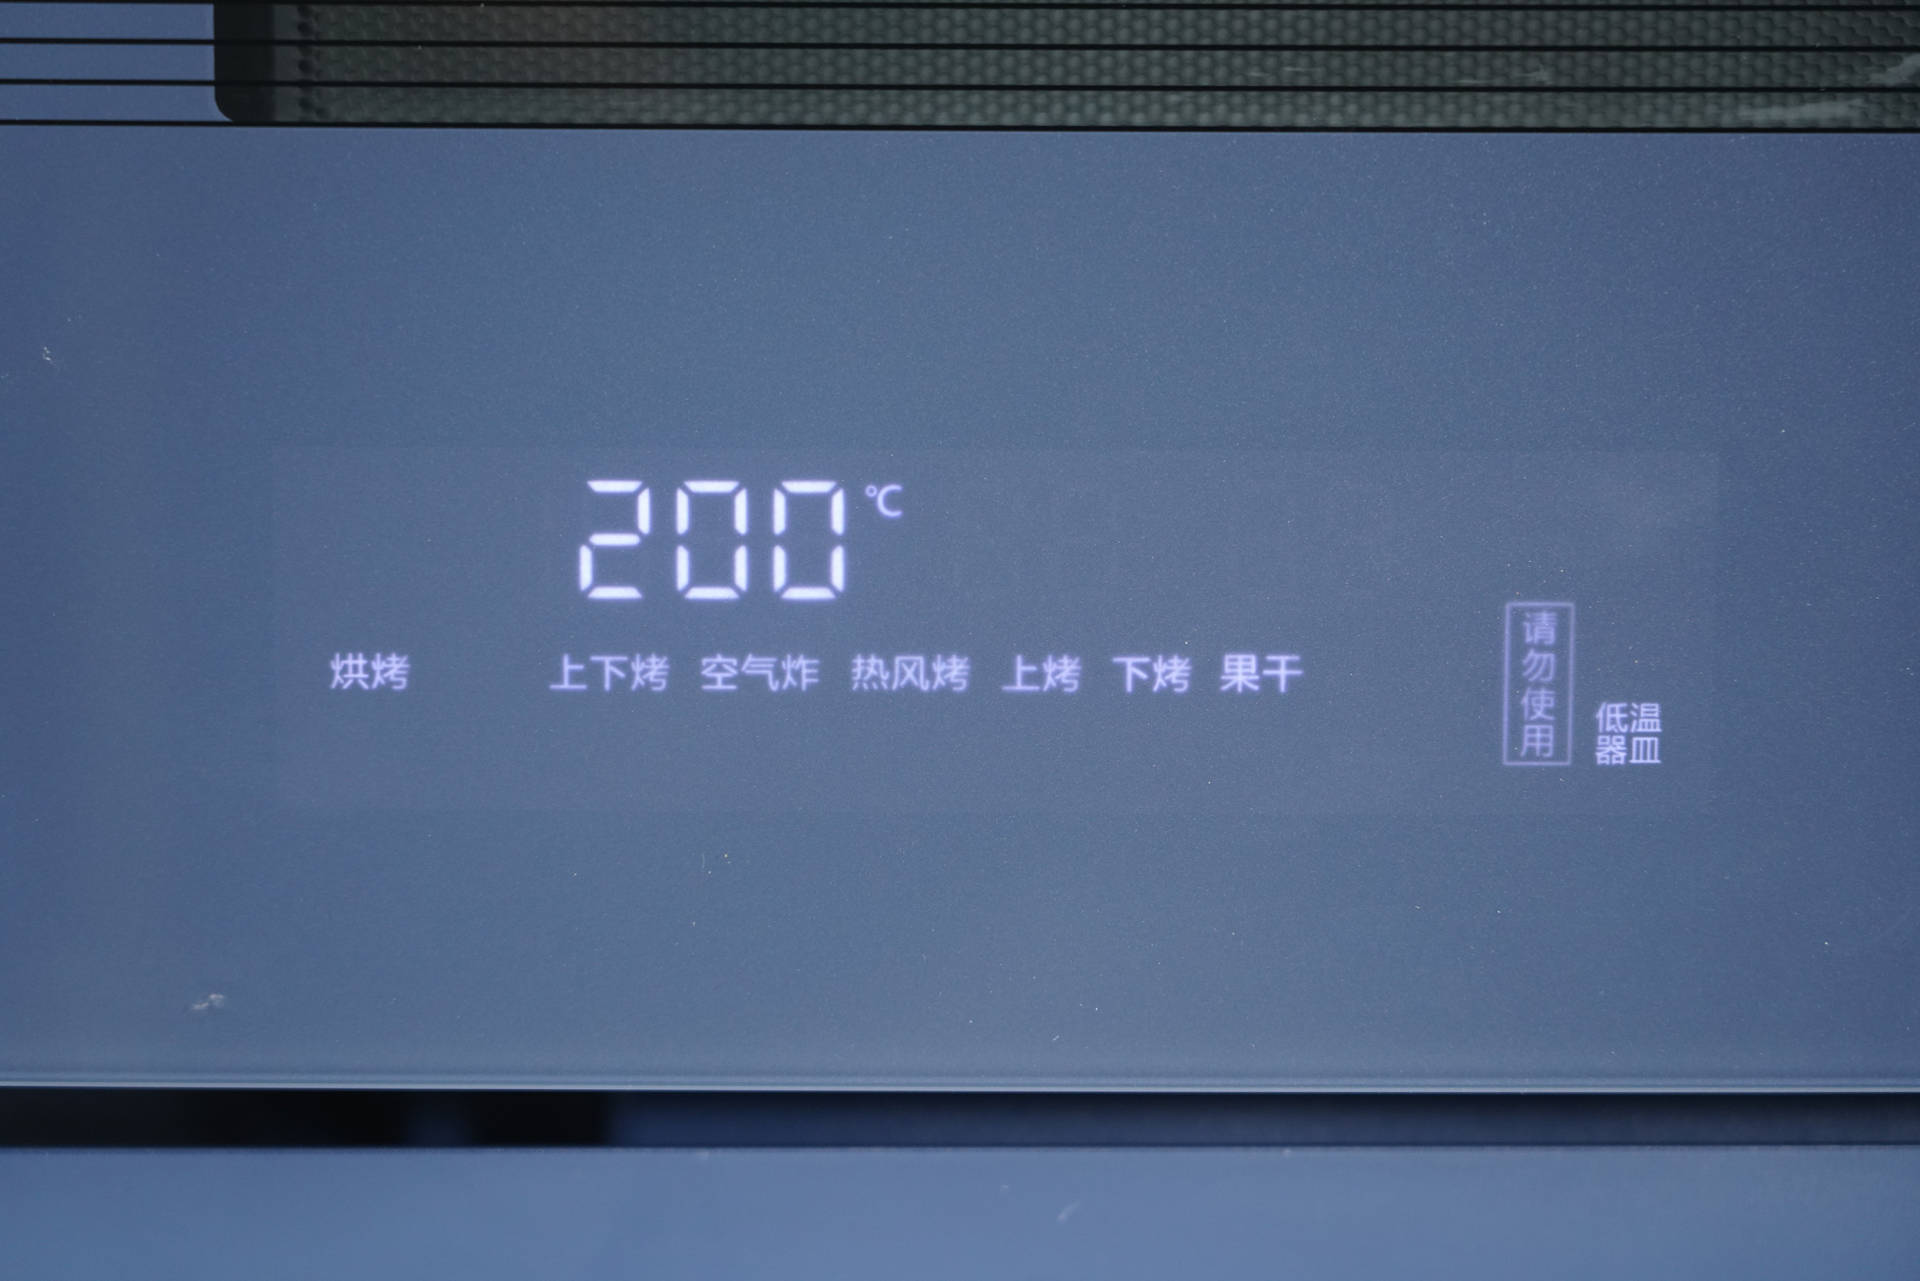 200℃
烘烤 上下烤 空气炸 热风烤 上烤 下烤 果干
请勿使用
低温
器皿